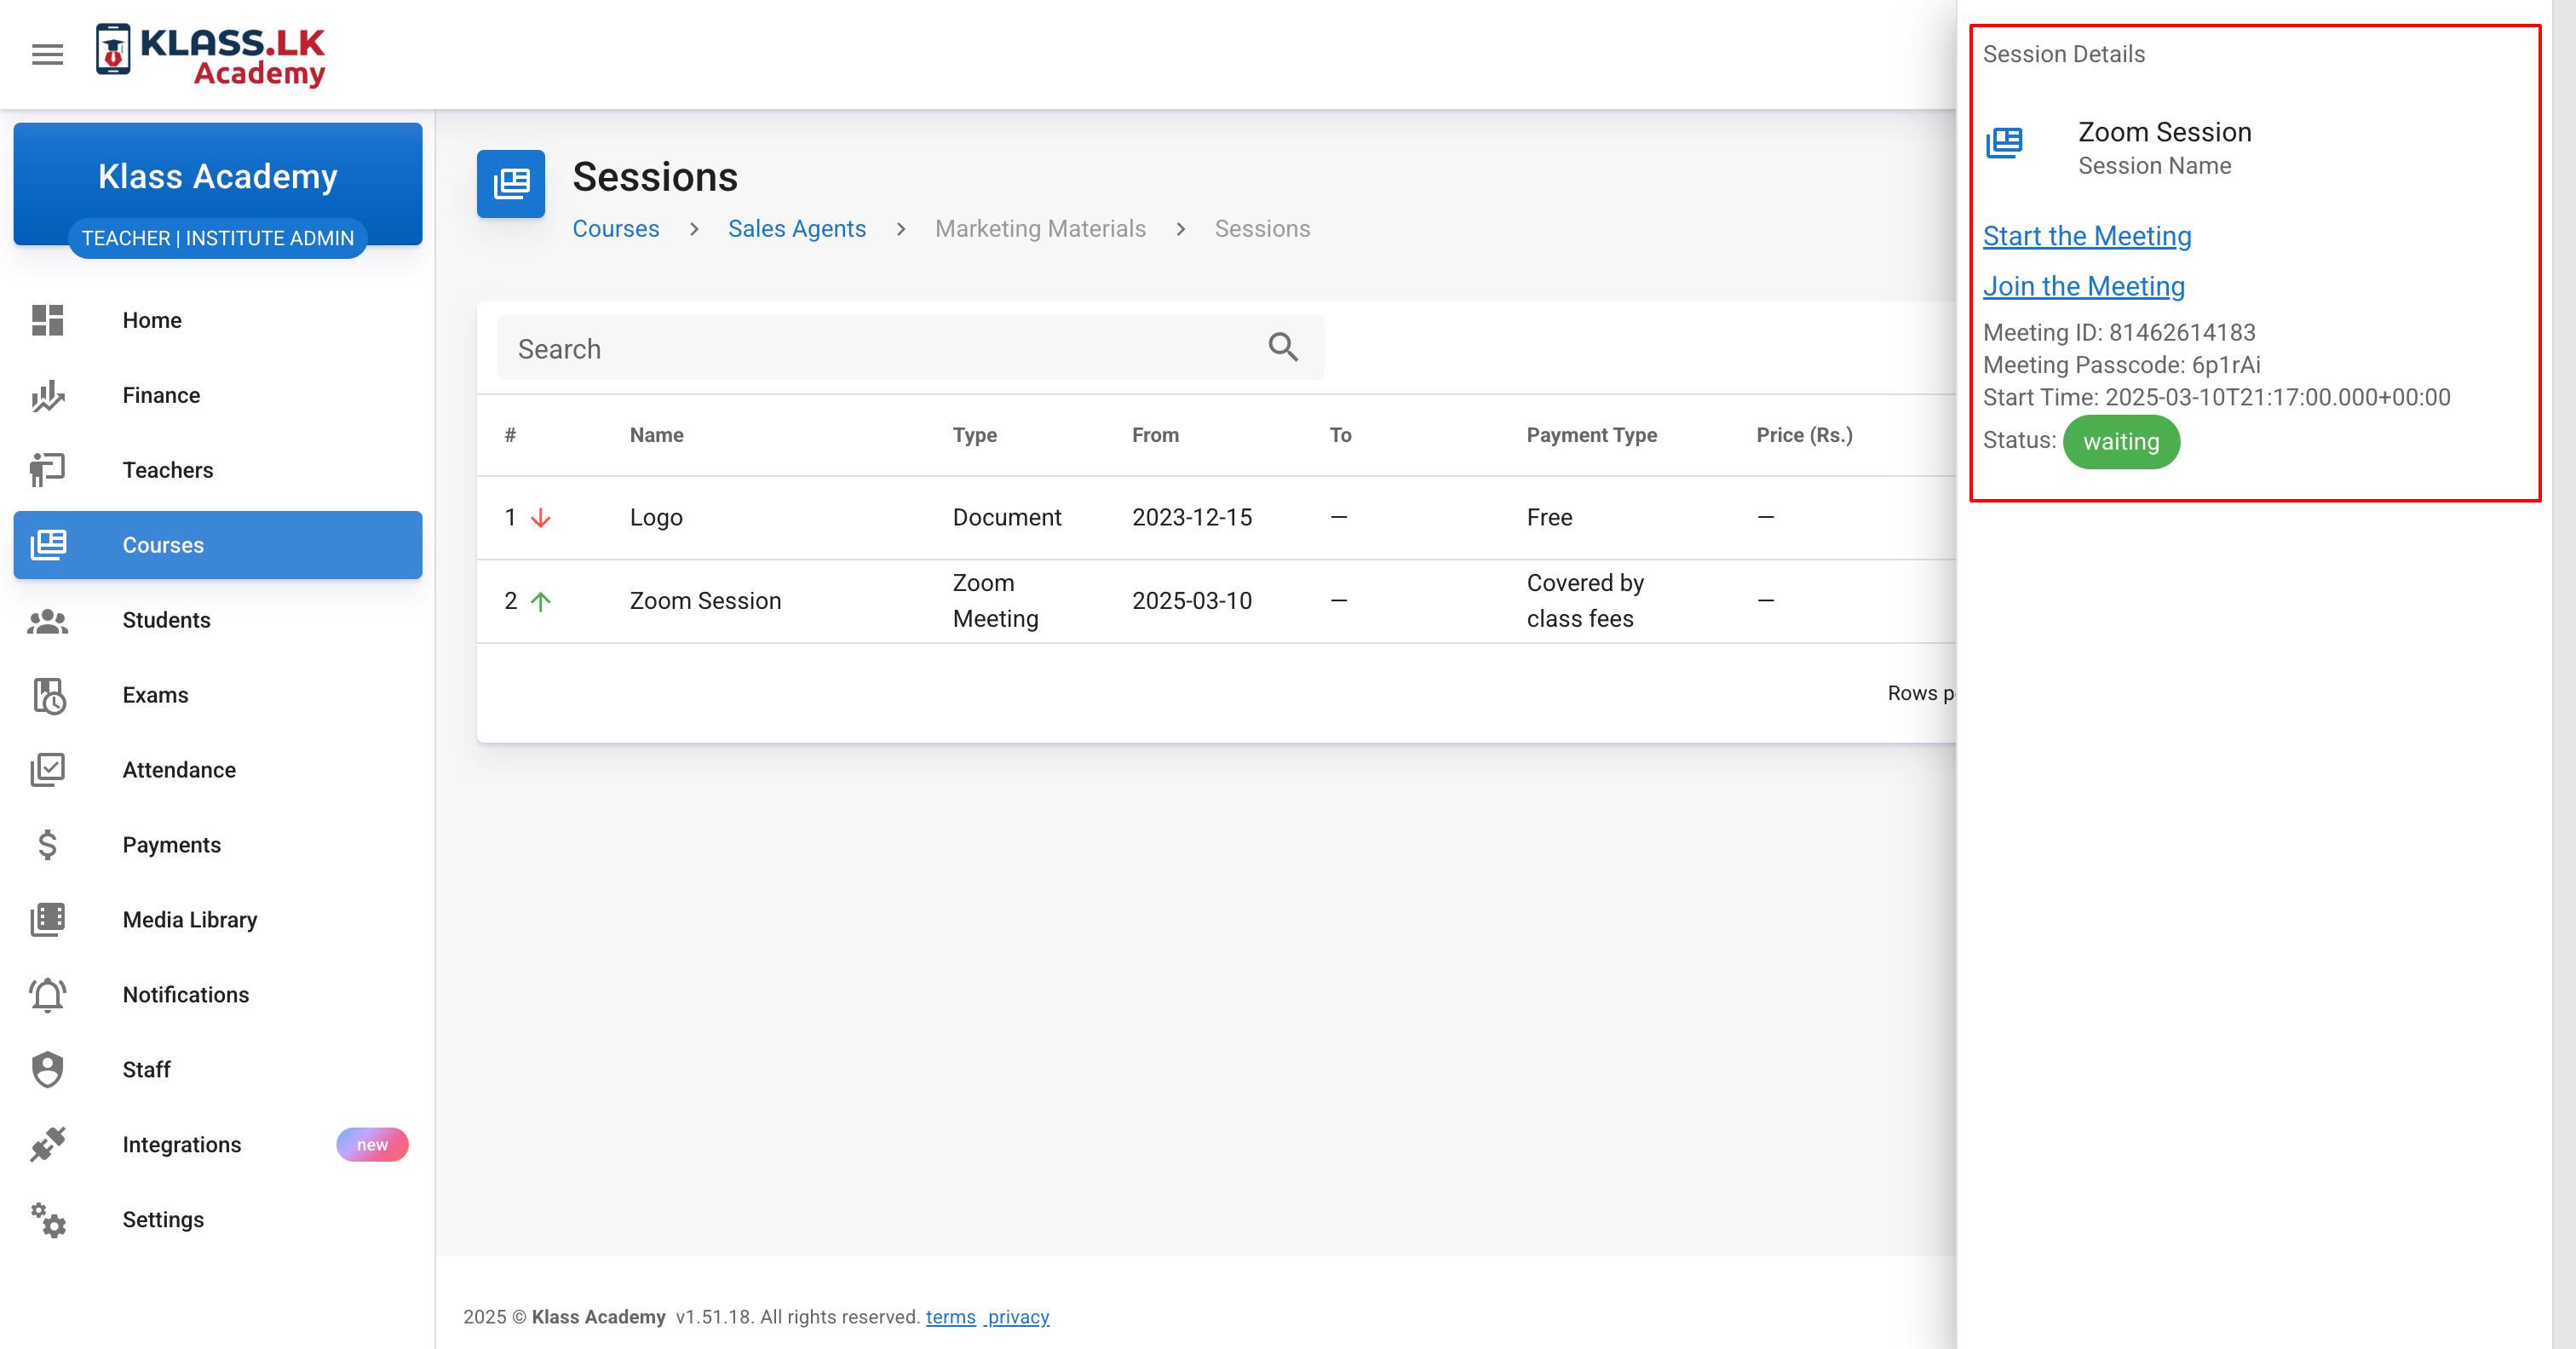 KLASS.LK
Academy
Klass Academy
TEACHER | INSTITUTE ADMIN
Home
Finance
Teachers
Courses
Students
Exams
Attendance
Payments
Media Library
Notifications
Staff
Integrations new
Settings
Sessions
Courses > Sales Agents > Marketing Materials > Sessions
Search
# Name Type From To Payment Type Price (Rs.)
1 Logo Document 2023-12-15 — Free —
2 Zoom Session Zoom Meeting 2025-03-10 — Covered by class fees —
Rows p
2025 © Klass Academy v1.51.18. All rights reserved. terms privacy
Session Details
Zoom Session
Session Name
Start the Meeting
Join the Meeting
Meeting ID: 81462614183
Meeting Passcode: 6p1rAi
Start Time: 2025-03-10T21:17:00.000+00:00
Status: waiting